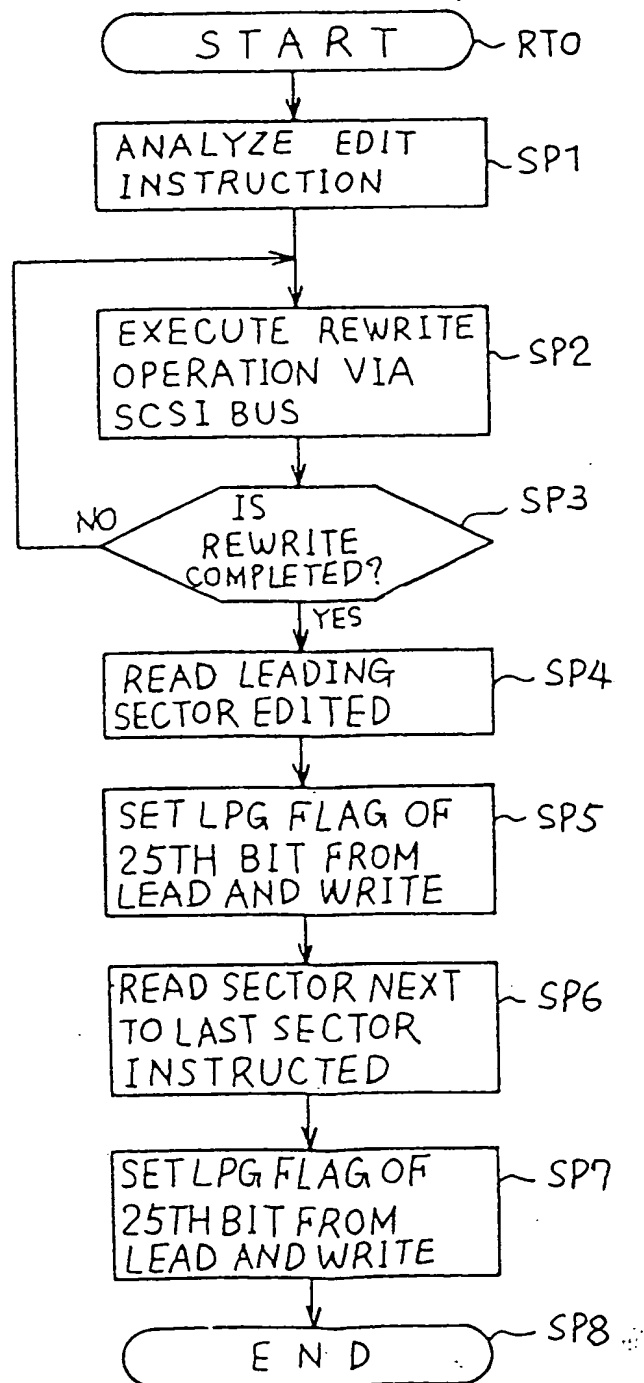 START
RT0
ANALYZE EDIT
INSTRUCTION
SP1
EXECUTE REWRITE
OPERATION VIA
SCSI BUS
SP2
NO
IS
REWRITE
COMPLETED?
SP3
YES
READ LEADING
SECTOR EDITED
SP4
SET LPG FLAG OF
25TH BIT FROM
LEAD AND WRITE
SP5
READ SECTOR NEXT
TO LAST SECTOR
INSTRUCTED
SP6
SET LPG FLAG OF
25TH BIT FROM
LEAD AND WRITE
SP7
END
SP8